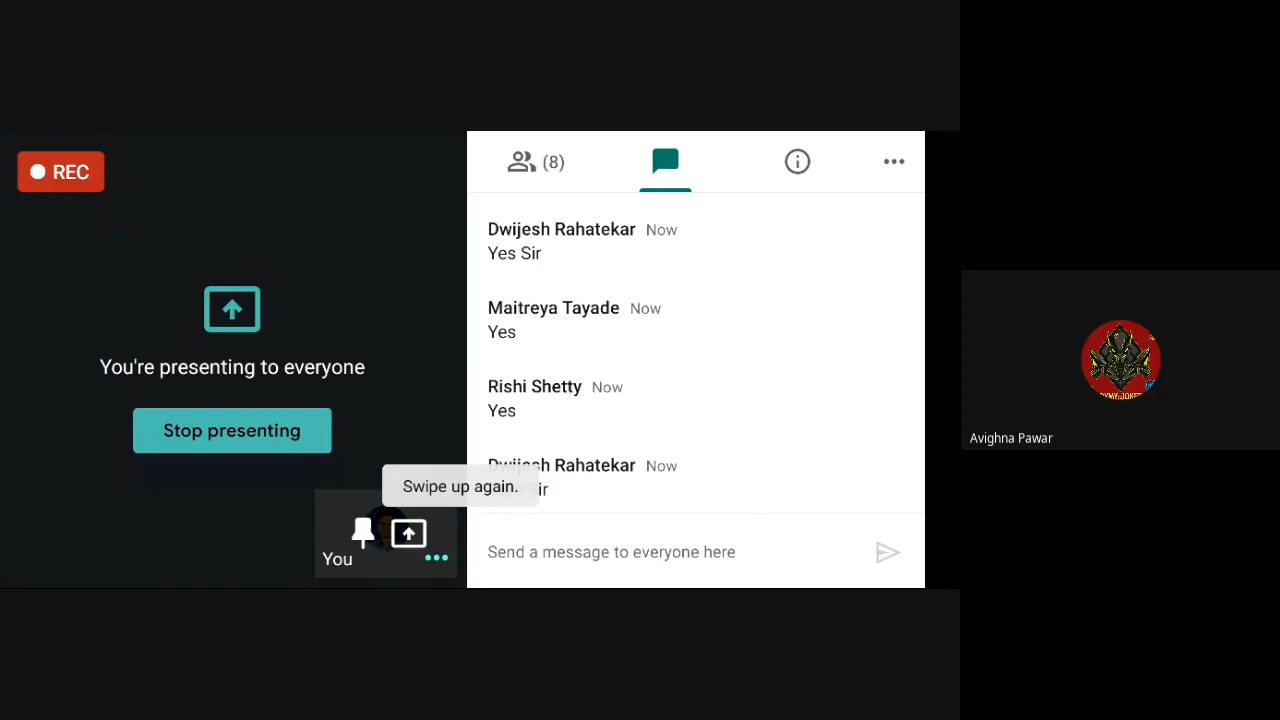 REC
You're presenting to everyone
Stop presenting
You
Swipe up again.
(8)
Dwijesh Rahatekar Now
Yes Sir
Maitreya Tayade Now
Yes
Rishi Shetty Now
Yes
Dwijesh Rahatekar Now
Sir
Send a message to everyone here
Avighna Pawar